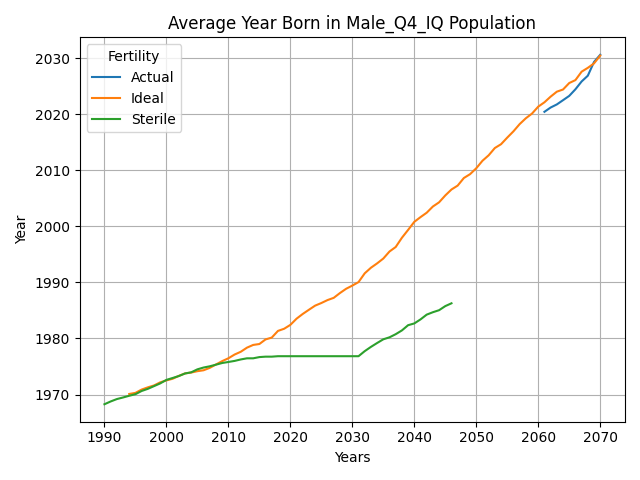 Average Year Born in Male_Q4_IQ Population
Fertility
Actual
Ideal
Sterile
Year
2030
2020
2010
2000
1990
1980
1970
1990 2000 2010 2020 2030 2040 2050 2060 2070
Years